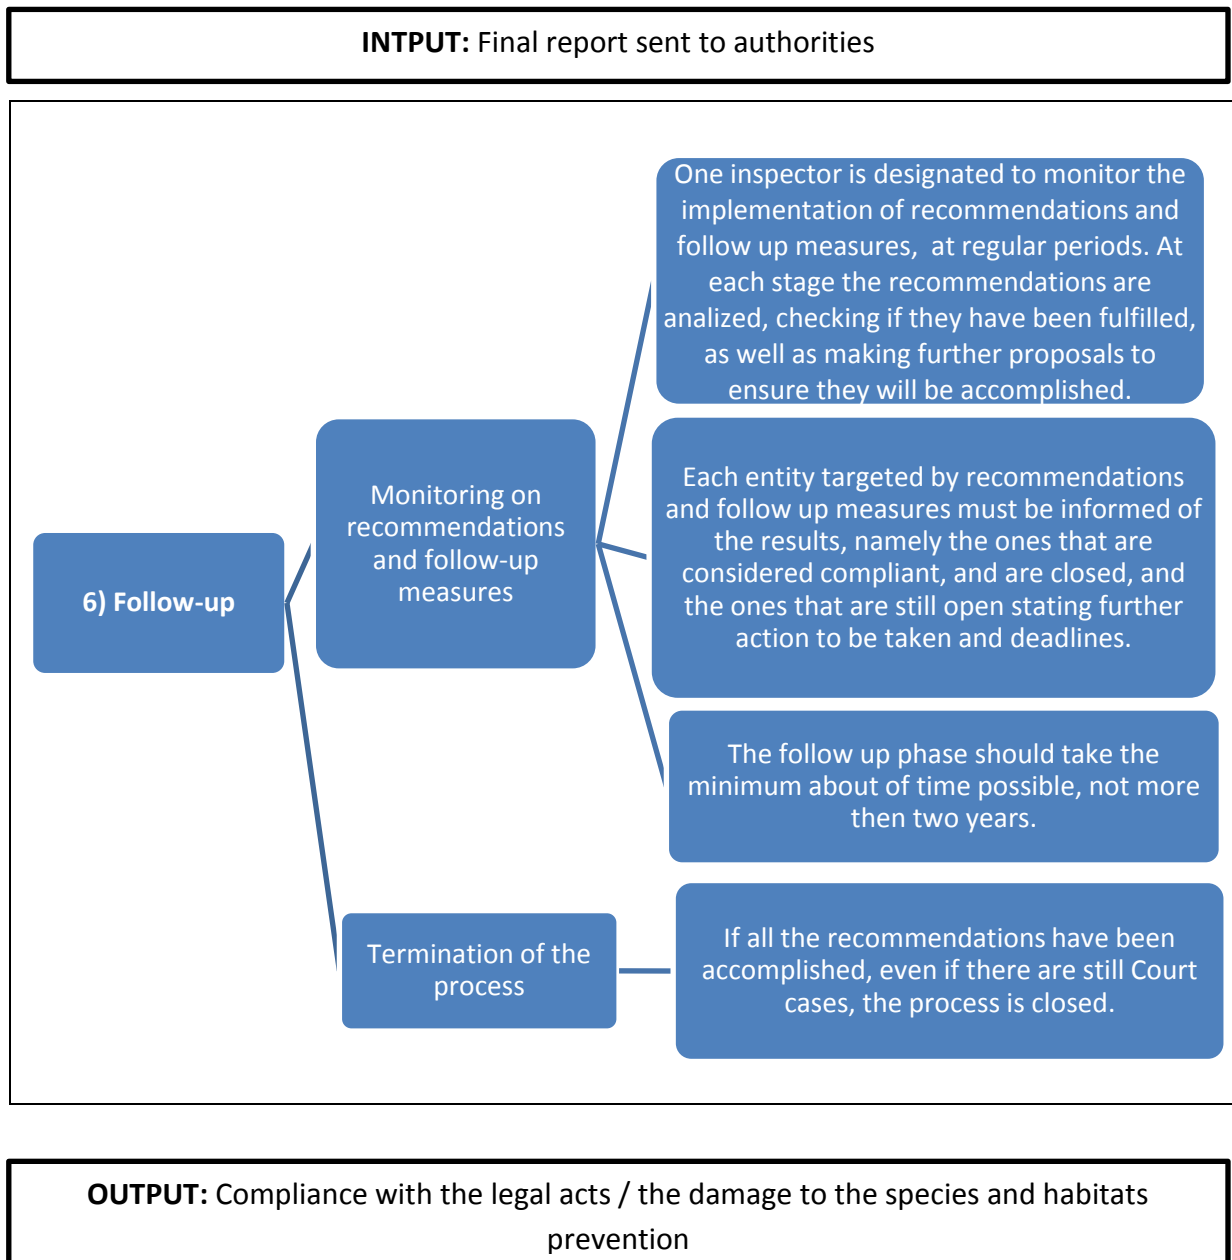 INTPUT: Final report sent to authorities
6) Follow-up
Monitoring on
recommendations
and follow-up
measures
One inspector is designated to monitor the
implementation of recommendations and
follow up measures, at regular periods. At
each stage the recommendations are
analized, checking if they have been fulfilled,
as well as making further proposals to
ensure they will be accomplished.
Each entity targeted by recommendations
and follow up measures must be informed of
the results, namely the ones that are
considered compliant, and are closed, and
the ones that are still open stating further
action to be taken and deadlines.
The follow up phase should take the
minimum about of time possible, not more
then two years.
Termination of the
process
If all the recommendations have been
accomplished, even if there are still Court
cases, the process is closed.
OUTPUT: Compliance with the legal acts / the damage to the species and habitats
prevention